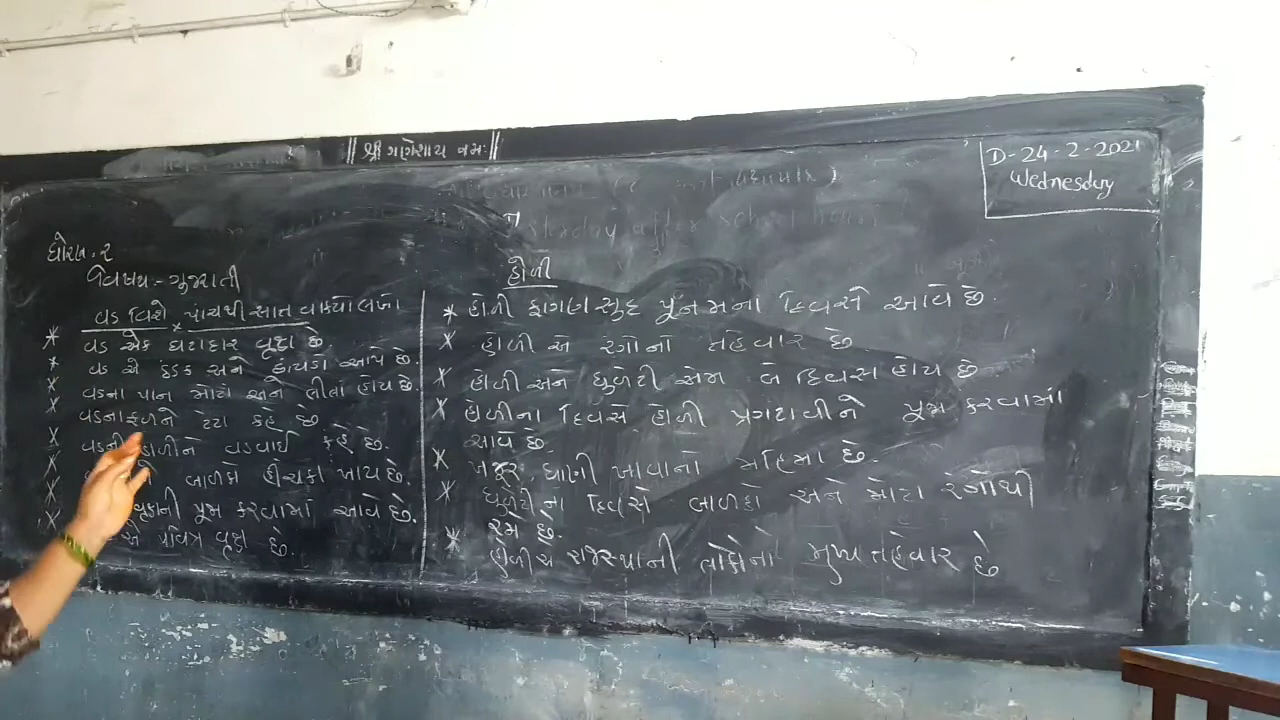 || શ્રી ગણેશાય નમઃ ||
D-24-2-2021
Wednesday
ધોરણ-૨
વિષય:- ગુજરાતી
વડ વિશે પાંચથી સાત વાક્યો લખો
* વડ એક ઘટાદાર વૃક્ષ છે.
* વડ એ ઠંડક અને છાંયડો આપે છે.
* વડના પાન મોટાં અને લીલાં હોય છે.
* વડના ફળને ટેટા કહે છે
* વડની ડાળીને વડવાઈ કહે છે.
* બાળકો હીંચકા ખાય છે.
* વૃક્ષની પૂજા કરવામાં આવે છે.
* એ પવિત્ર વૃક્ષ છે.
હોળી
* હોળી ફાગણ સુદ પૂનમનાં દિવસે આવે છે.
* હોળી એ રંગોનો તહેવાર છે.
* હોળી અને ધુળેટી એમ બે દિવસ હોય છે.
* હોળીના દિવસે હોળી પ્રગટાવીને પૂજા કરવામાં
આવે છે.
* ખજૂર, ધાણી ખાવાનો મહિમા છે.
* ધુળેટીના દિવસે બાળકો અને મોટા રંગોથી
રમે છે.
* હોળી એ રાજસ્થાની લોકોનો મુખ્ય તહેવાર છે